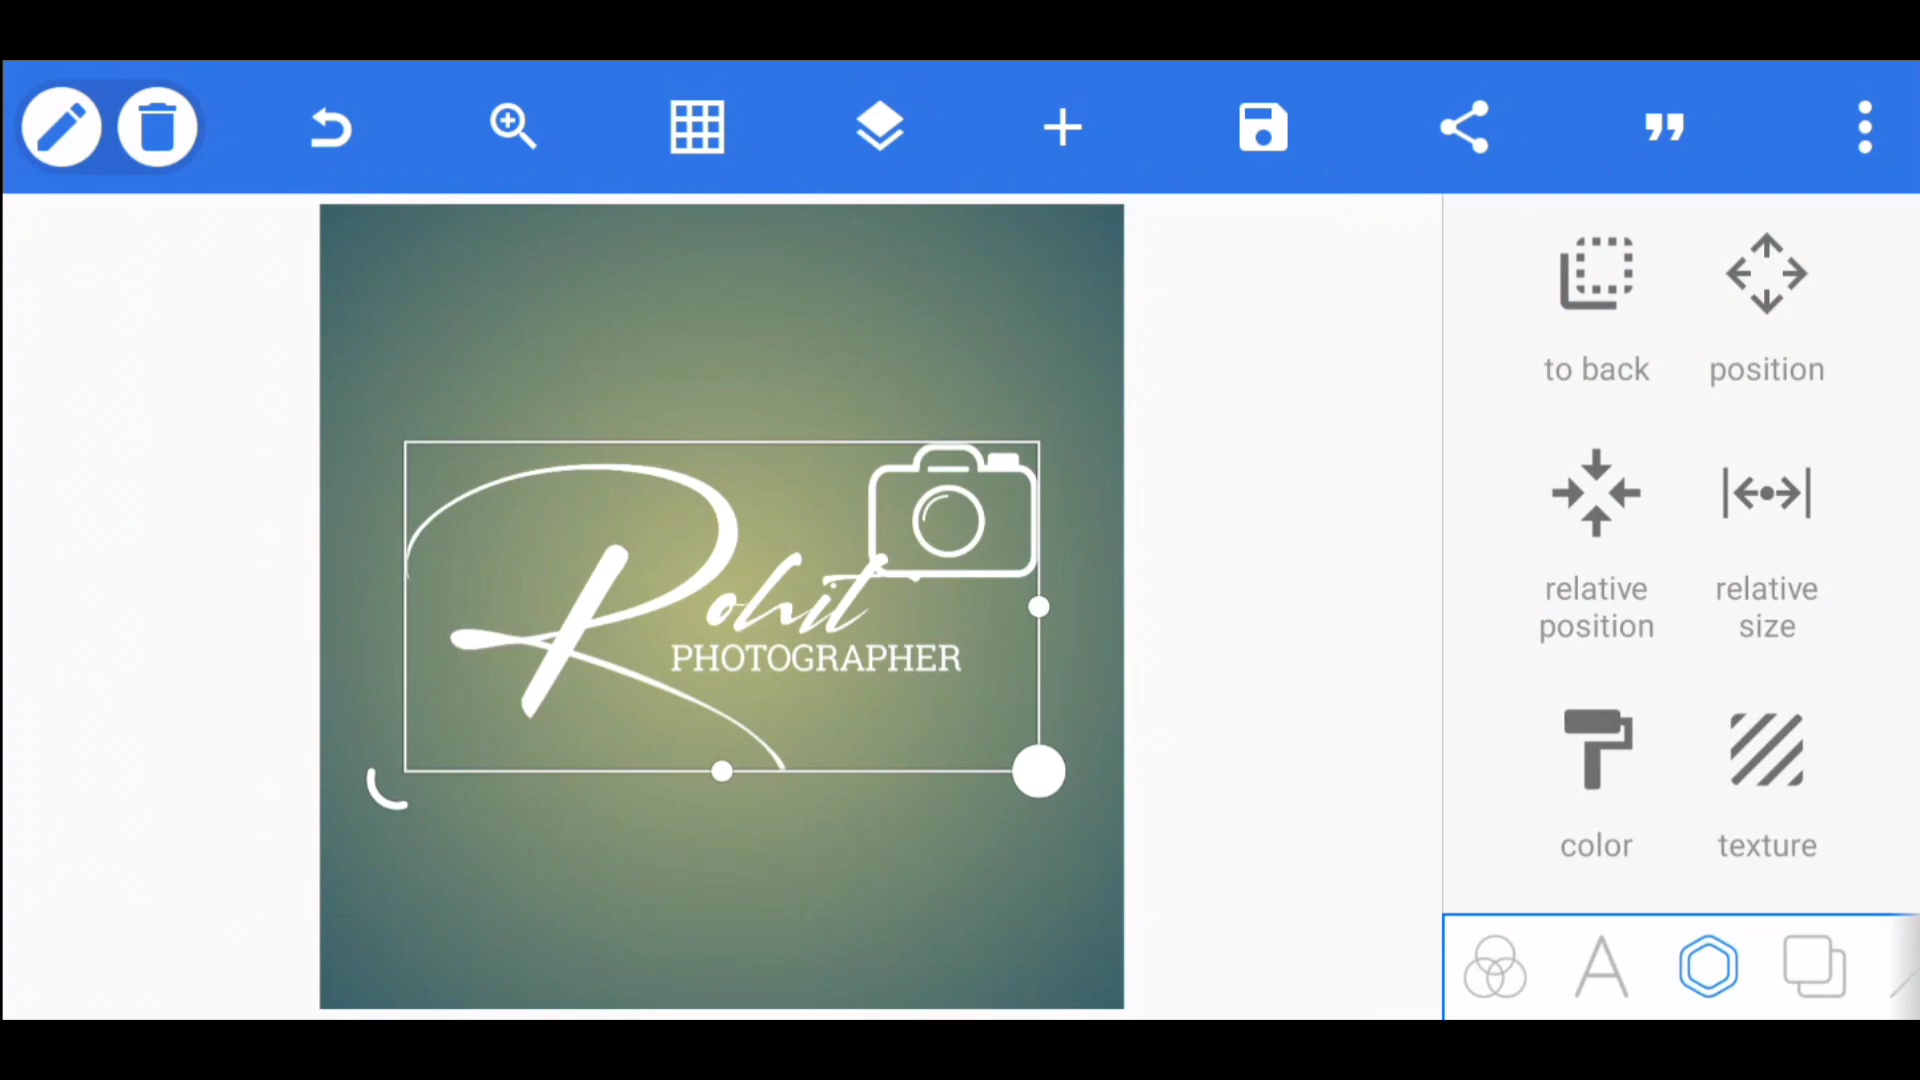 to back
position
relative position
relative size
color
texture
Rohit
PHOTOGRAPHER